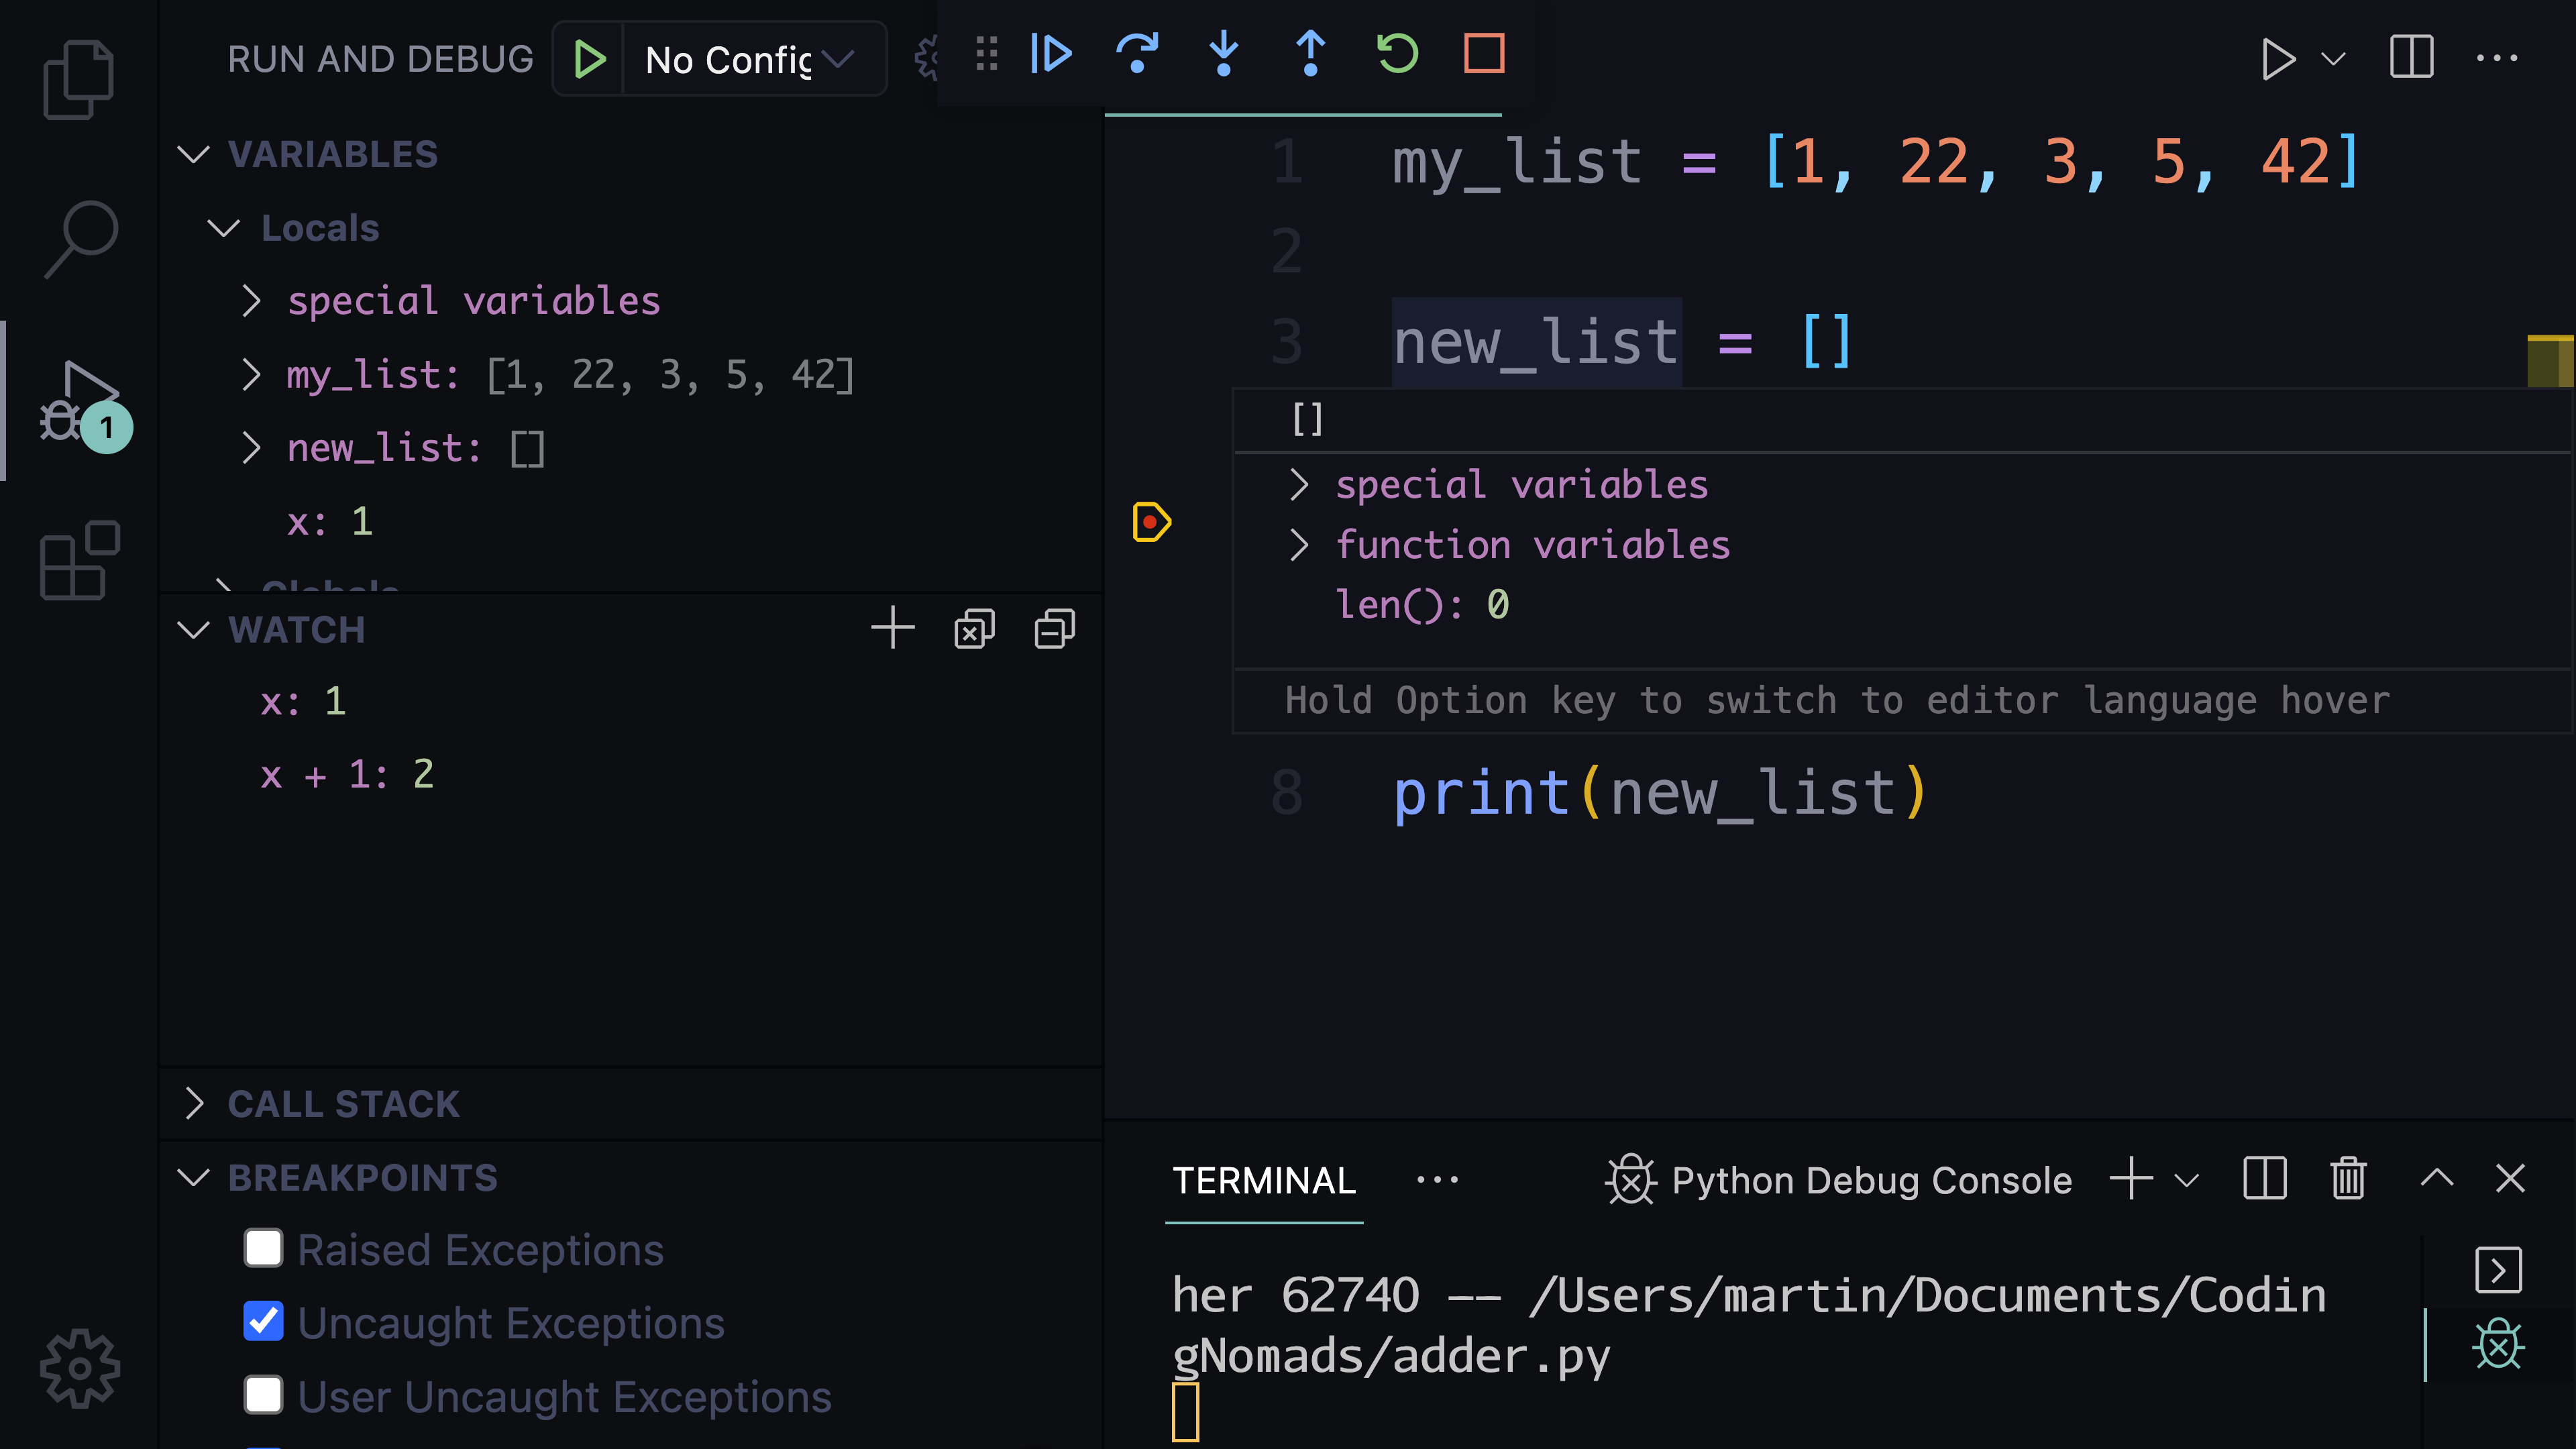 RUN AND DEBUG
No Config
VARIABLES
Locals
special variables
my_list: [1, 22, 3, 5, 42]
new_list: []
x: 1
Globals
WATCH
x: 1
x + 1: 2
CALL STACK
BREAKPOINTS
Raised Exceptions
Uncaught Exceptions
User Uncaught Exceptions
1
1 my_list = [1, 22, 3, 5, 42]
2
3 new_list = []
[]
special variables
function variables
len(): 0
Hold Option key to switch to editor language hover
8 print(new_list)
TERMINAL
Python Debug Console
her 62740 -- /Users/martin/Documents/Codin
gNomads/adder.py